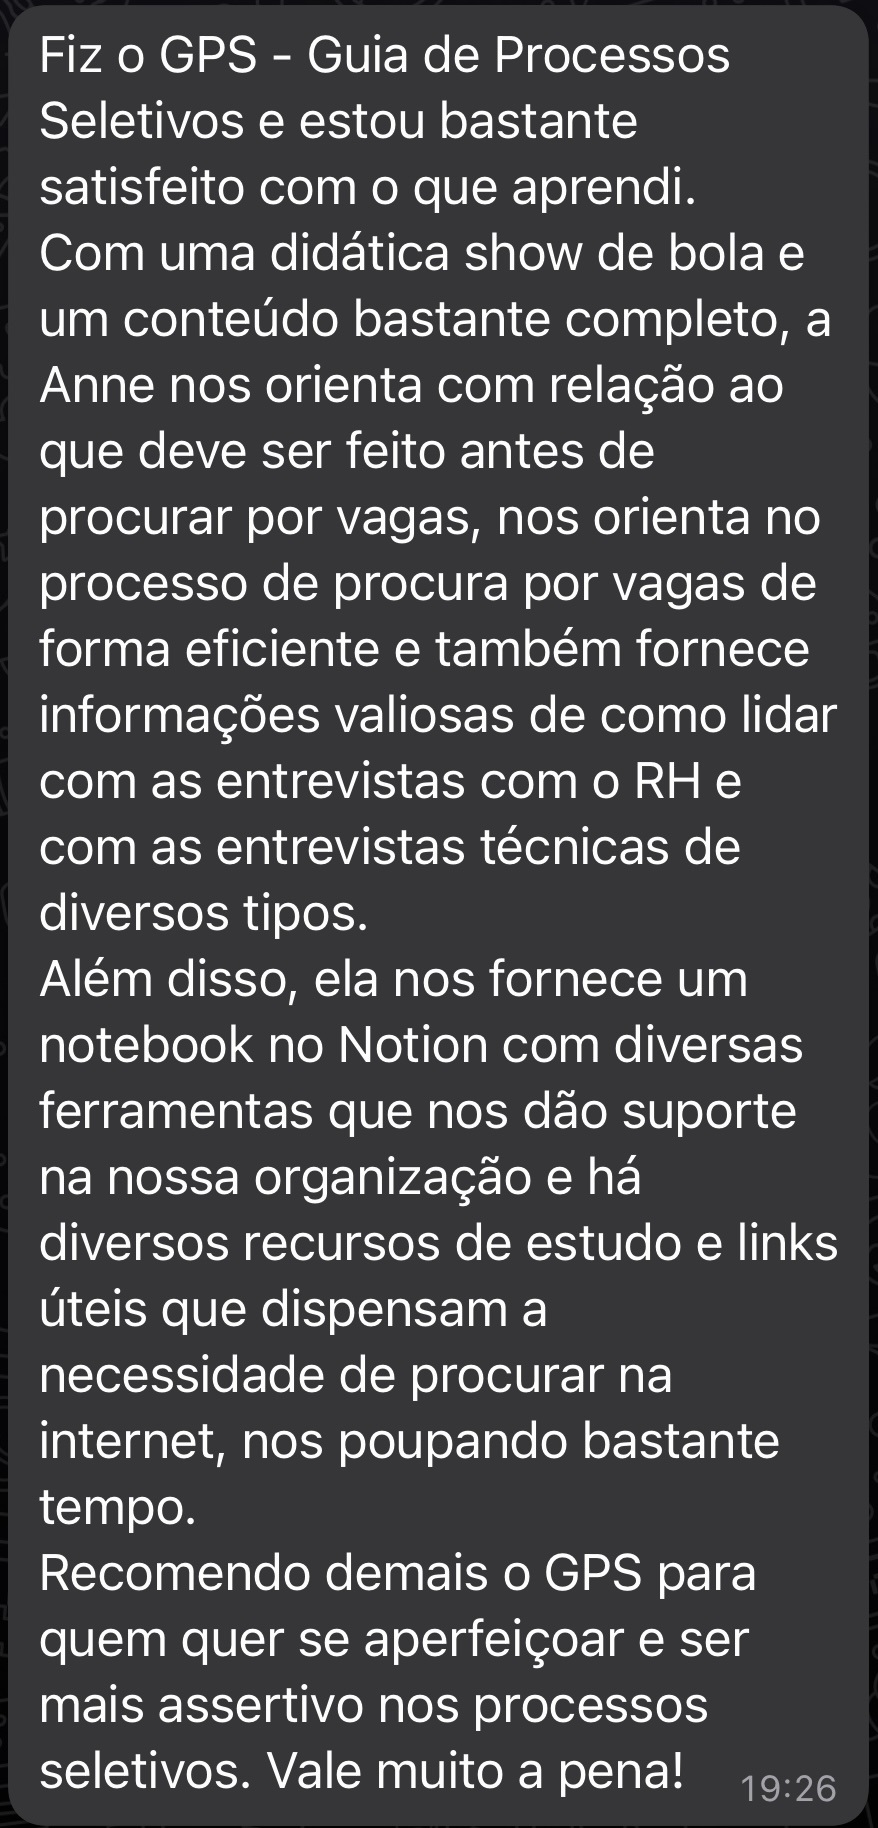 Fiz o GPS - Guia de Processos
Seletivos e estou bastante
satisfeito com o que aprendi.
Com uma didática show de bola e
um conteúdo bastante completo, a
Anne nos orienta com relação ao
que deve ser feito antes de
procurar por vagas, nos orienta no
processo de procura por vagas de
forma eficiente e também fornece
informações valiosas de como lidar
com as entrevistas com o RH e
com as entrevistas técnicas de
diversos tipos.
Além disso, ela nos fornece um
notebook no Notion com diversas
ferramentas que nos dão suporte
na nossa organização e há
diversos recursos de estudo e links
úteis que dispensam a
necessidade de procurar na
internet, nos poupando bastante
tempo.
Recomendo demais o GPS para
quem quer se aperfeiçoar e ser
mais assertivo nos processos
seletivos. Vale muito a pena!
19:26